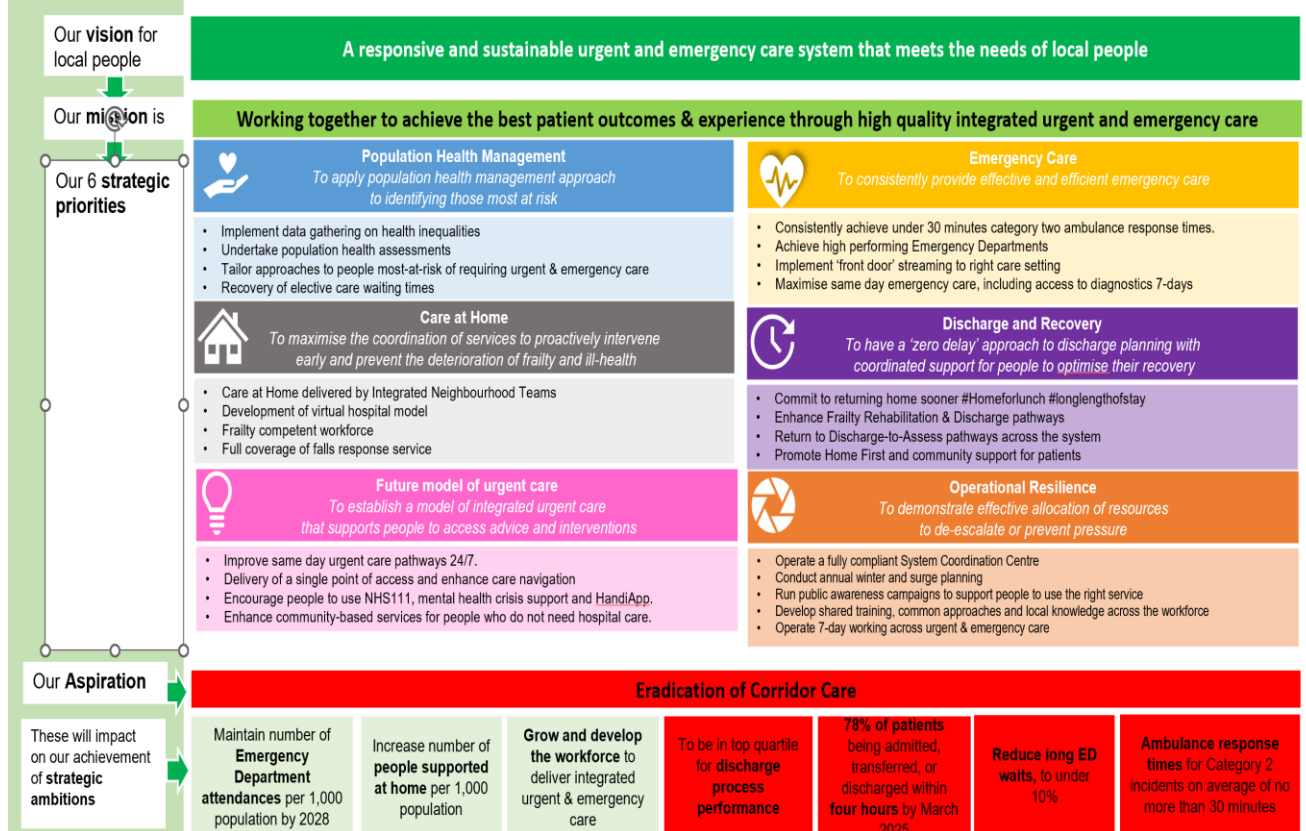 Our vision for
local people
A responsive and sustainable urgent and emergency care system that meets the needs of local people
Our mission is
Working together to achieve the best patient outcomes & experience through high quality integrated urgent and emergency care
Our 6 strategic
priorities
Population Health Management
To apply population health management approach
to identifying those most at risk
• Implement data gathering on health inequalities
• Undertake population health assessments
• Tailor approaches to people most-at-risk of requiring urgent & emergency care
• Recovery of elective care waiting times
Emergency Care
To consistently provide effective and efficient emergency care
• Consistently achieve under 30 minutes category two ambulance response times.
• Achieve high performing Emergency Departments
• Implement ‘front door’ streaming to right care setting
• Maximise same day emergency care, including access to diagnostics 7-days
Care at Home
To maximise the coordination of services to proactively intervene
early and prevent the deterioration of frailty and ill-health
• Care at Home delivered by Integrated Neighbourhood Teams
• Development of virtual hospital model
• Frailty competent workforce
• Full coverage of falls response service
Discharge and Recovery
To have a ‘zero delay’ approach to discharge planning with
coordinated support for people to optimise their recovery
• Commit to returning home sooner #Homeforlunch #longlengthofstay
• Enhance Frailty Rehabilitation & Discharge pathways
• Return to Discharge-to-Assess pathways across the system
• Promote Home First and community support for patients
Future model of urgent care
To establish a model of integrated urgent care
that supports people to access advice and interventions
• Improve same day urgent care pathways 24/7.
• Delivery of a single point of access and enhance care navigation
• Encourage people to use NHS111, mental health crisis support and HandiApp.
• Enhance community-based services for people who do not need hospital care.
Operational Resilience
To demonstrate effective allocation of resources
to de-escalate or prevent pressure
• Operate a fully compliant System Coordination Centre
• Conduct annual winter and surge planning
• Run public awareness campaigns to support people to use the right service
• Develop shared training, common approaches and local knowledge across the workforce
• Operate 7-day working across urgent & emergency care
Our Aspiration
Eradication of Corridor Care
These will impact
on our achievement
of strategic
ambitions
Maintain number of
Emergency
Department
attendances per 1,000
population by 2028
Increase number of
people supported
at home per 1,000
population
Grow and develop
the workforce to
deliver integrated
urgent & emergency
care
To be in top quartile
for discharge
process
performance
78% of patients
being admitted,
transferred, or
discharged within
four hours by March
Reduce long ED
waits, to under
10%
Ambulance response
times for Category 2
incidents on average of no
more than 30 minutes